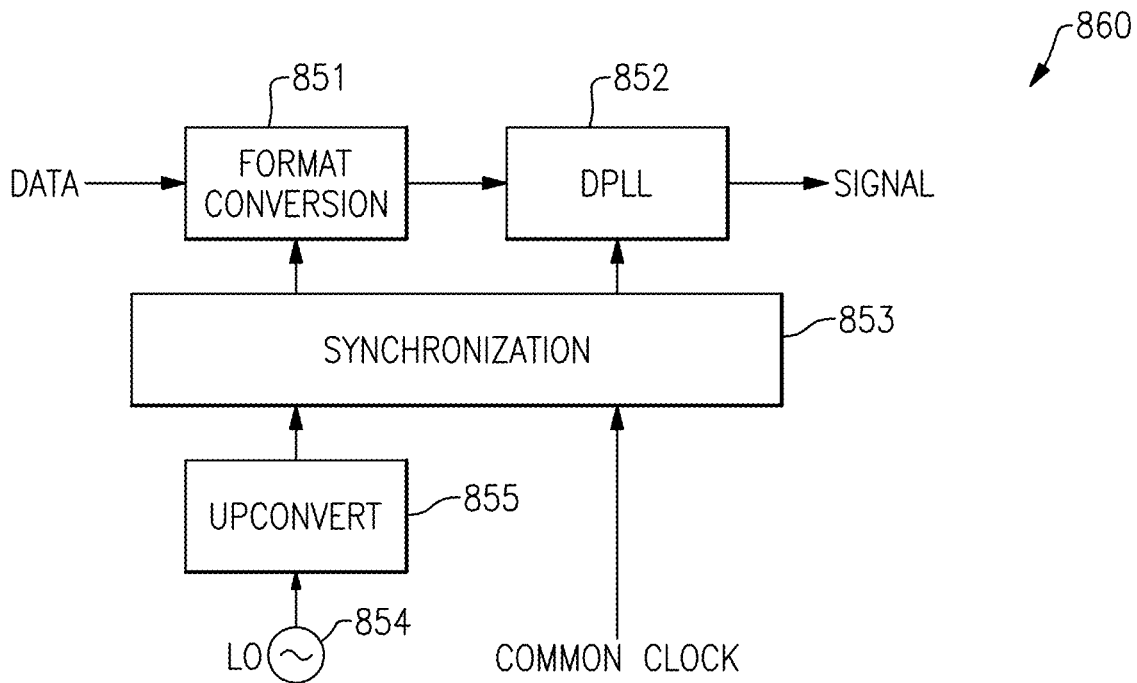 860
851
852
DATA
FORMAT
CONVERSION
DPLL
SIGNAL
SYNCHRONIZATION
853
UPCONVERT
855
LO
854
COMMON CLOCK